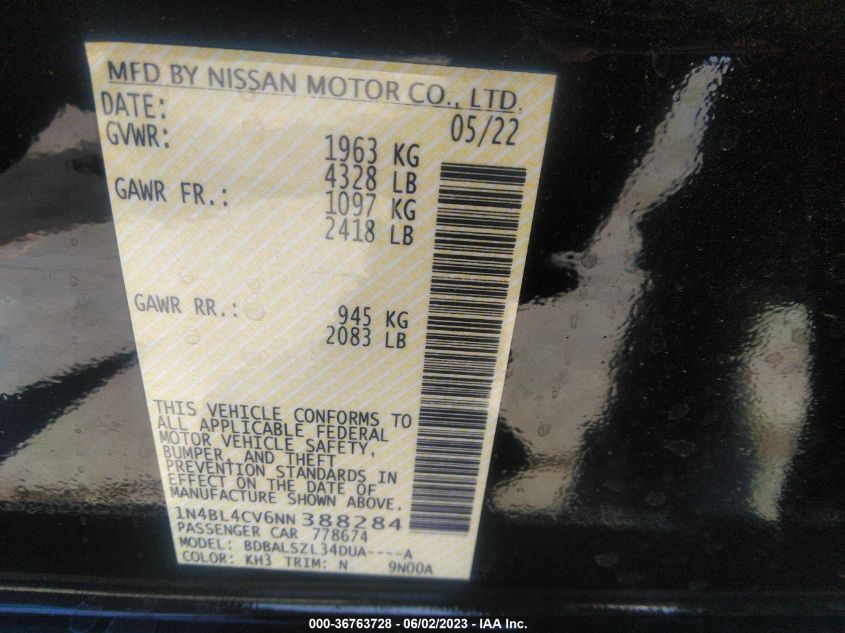 MFD BY NISSAN MOTOR CO., LTD.
DATE: 05/22
GVWR: 1963 KG
4328 LB
GAWR FR.: 1097 KG
2418 LB
GAWR RR.: 945 KG
2083 LB
THIS VEHICLE CONFORMS TO
ALL APPLICABLE FEDERAL
MOTOR VEHICLE SAFETY,
BUMPER, AND THEFT
PREVENTION STANDARDS IN
EFFECT ON THE DATE OF
MANUFACTURE SHOWN ABOVE.
1N4BL4CV6NN388284
PASSENGER CAR 778674
MODEL: BDBALSZL34DUA----A
COLOR: KH3 TRIM: N 9N00A
000-36763728 - 06/02/2023 - IAA Inc.